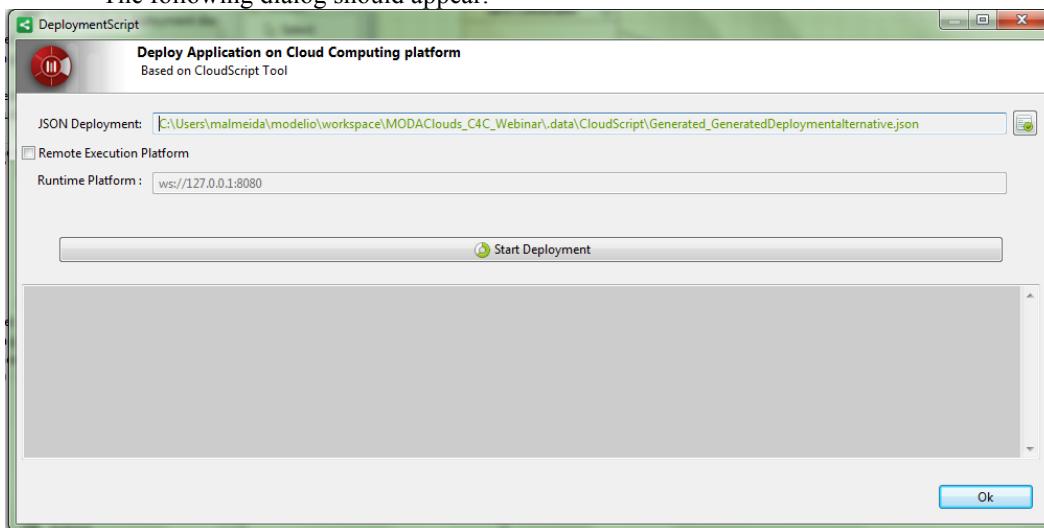 The following dialog should appear:
DeploymentScript
Deploy Application on Cloud Computing platform
Based on CloudScript Tool
JSON Deployment: C:\Users\malmeida\modelio\workspace\MODAClouds_C4C_Webinar\.data\CloudScript\Generated_GeneratedDeploymentalternative.json
Remote Execution Platform
Runtime Platform : ws://127.0.0.1:8080
Start Deployment
Ok